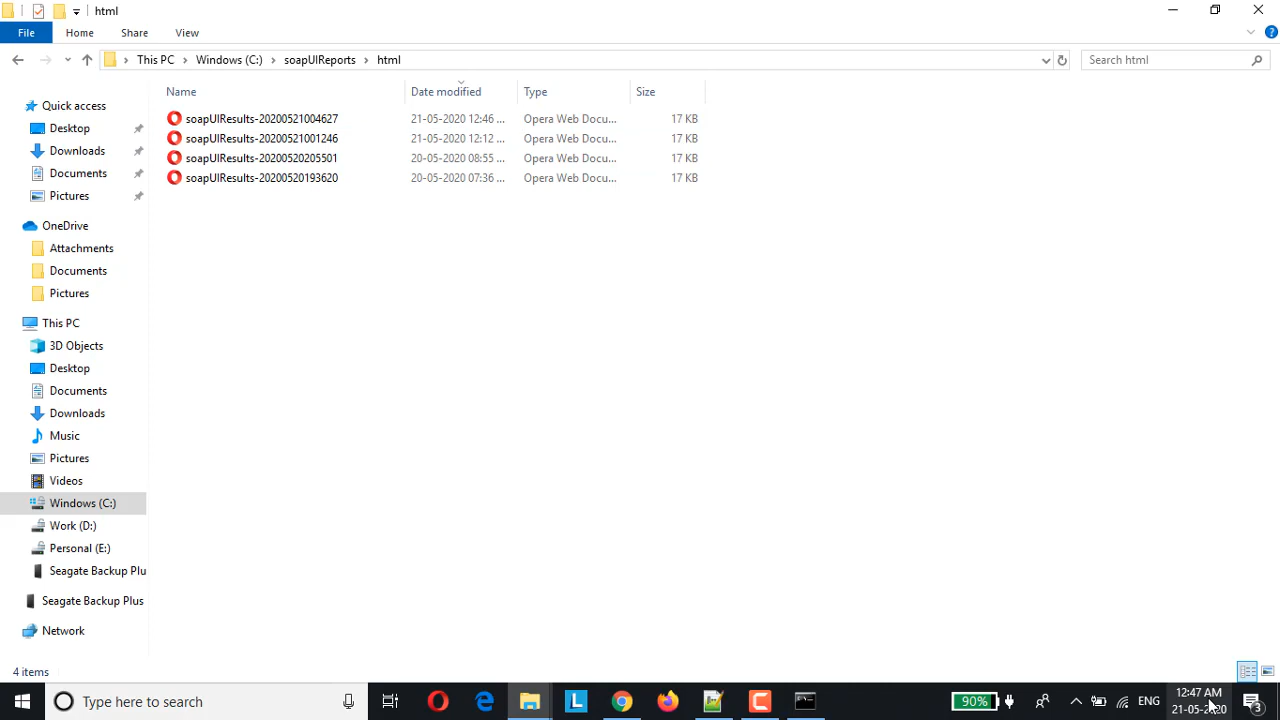 html
File Home Share View
This PC Windows (C:) soapUIReports html Search html
Name Date modified Type Size
soapUIResults-20200521004627 21-05-2020 12:46 ... Opera Web Docu... 17 KB
soapUIResults-20200521001246 21-05-2020 12:12 ... Opera Web Docu... 17 KB
soapUIResults-20200520205501 20-05-2020 08:55 ... Opera Web Docu... 17 KB
soapUIResults-20200520193620 20-05-2020 07:36 ... Opera Web Docu... 17 KB
Quick access
Desktop
Downloads
Documents
Pictures
OneDrive
Attachments
Documents
Pictures
This PC
3D Objects
Desktop
Documents
Downloads
Music
Pictures
Videos
Windows (C:)
Work (D:)
Personal (E:)
Seagate Backup Plu
Seagate Backup Plus
Network
4 items
Type here to search
L
90%
ENG
12:47 AM
21-05-2020
3